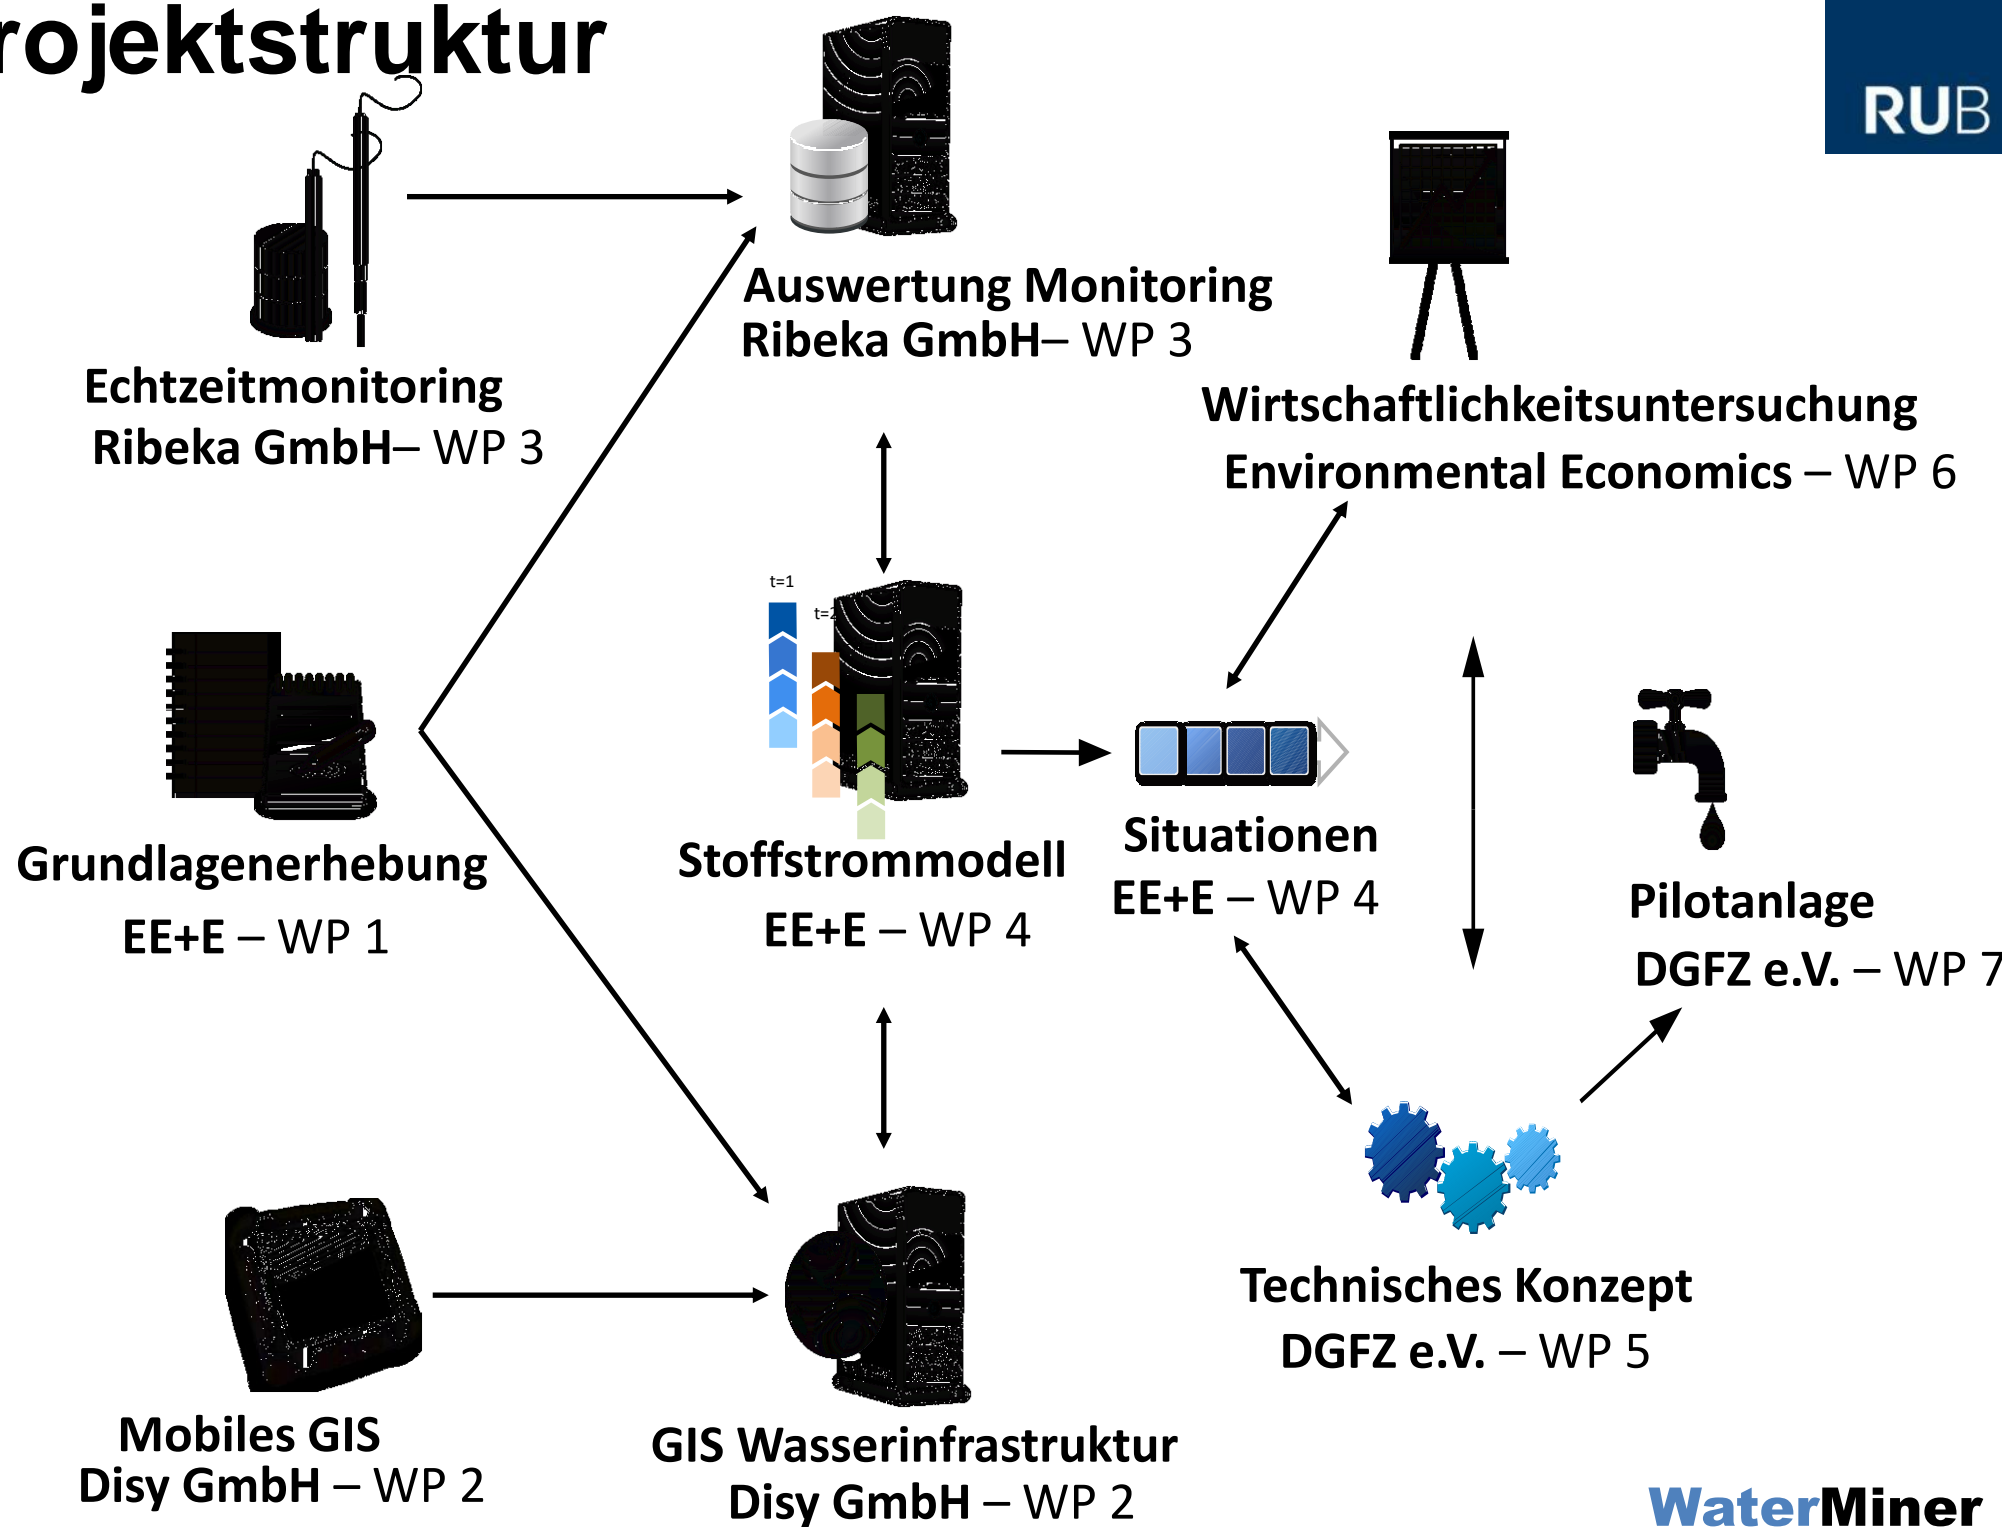 rojektstruktur
RUB
Auswertung Monitoring
Ribeka GmbH– WP 3
Echtzeitmonitoring
Ribeka GmbH– WP 3
Wirtschaftlichkeitsuntersuchung
Environmental Economics – WP 6
t=1
t=2
Grundlagenerhebung
EE+E – WP 1
Stoffstrommodell
EE+E – WP 4
Situationen
EE+E – WP 4
Pilotanlage
DGFZ e.V. – WP 7
Technisches Konzept
DGFZ e.V. – WP 5
Mobiles GIS
Disy GmbH – WP 2
GIS Wasserinfrastruktur
Disy GmbH – WP 2
WaterMiner